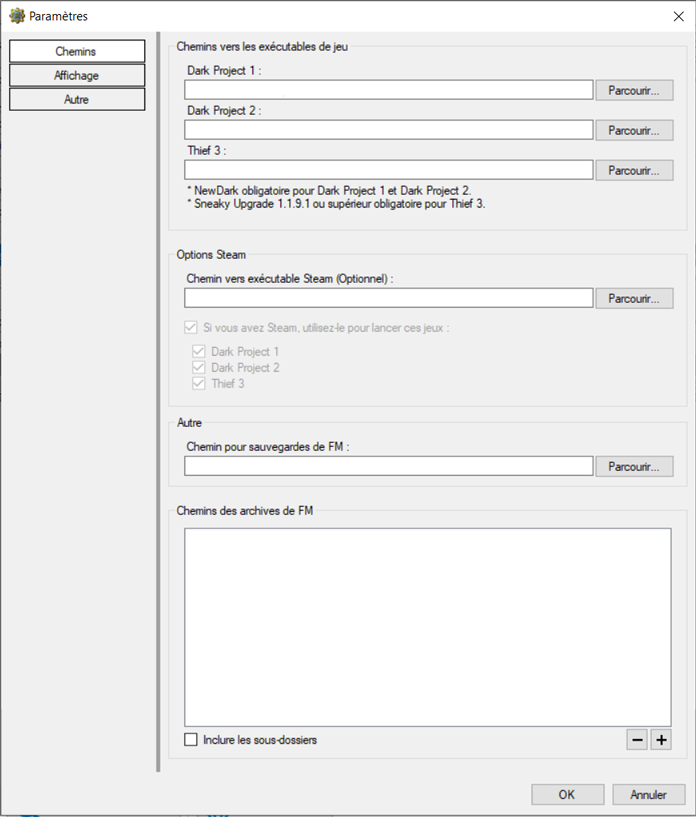 Paramètres
Chemins
Affichage
Autre
Chemins vers les exécutables de jeu
Dark Project 1 :
Parcourir...
Dark Project 2 :
Parcourir...
Thief 3 :
Parcourir...
* NewDark obligatoire pour Dark Project 1 et Dark Project 2.
* Sneaky Upgrade 1.1.9.1 ou supérieur obligatoire pour Thief 3.
Options Steam
Chemin vers exécutable Steam (Optionnel) :
Parcourir...
Si vous avez Steam, utilisez-le pour lancer ces jeux :
Dark Project 1
Dark Project 2
Thief 3
Autre
Chemin pour sauvegardes de FM :
Parcourir...
Chemins des archives de FM
Inclure les sous-dossiers
OK
Annuler